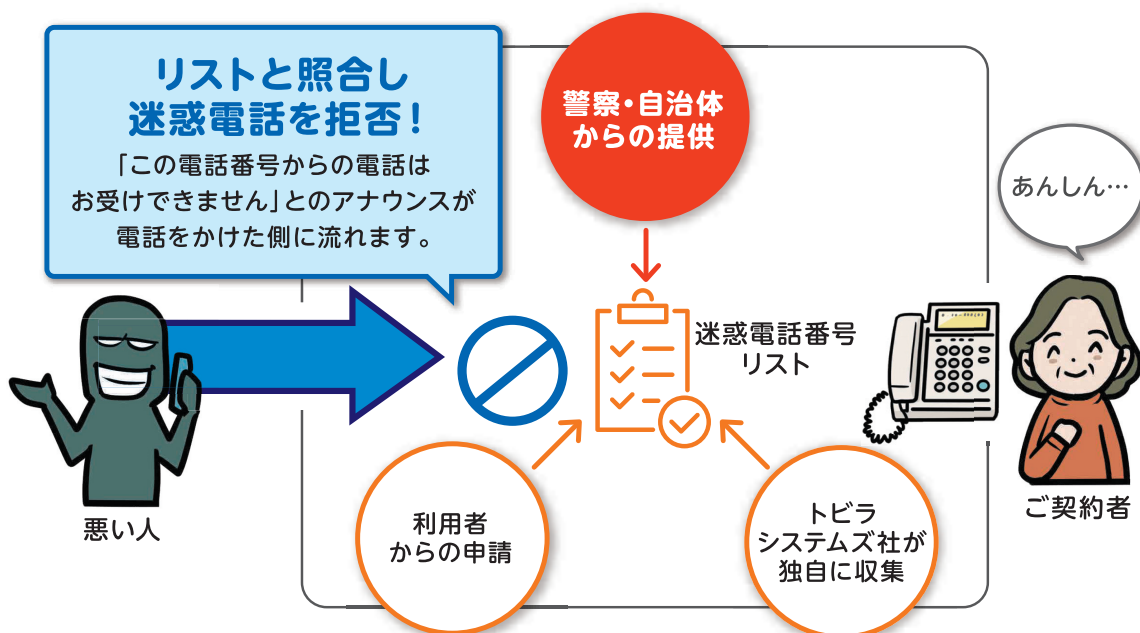 リストと照合し
迷惑電話を拒否!
「この電話番号からの電話は
お受けできません」とのアナウンスが
電話をかけた側に流れます。
警察・自治体
からの提供
あんしん…
迷惑電話番号
リスト
悪い人
利用者
からの申請
トビラ
システムズ社が
独自に収集
ご契約者